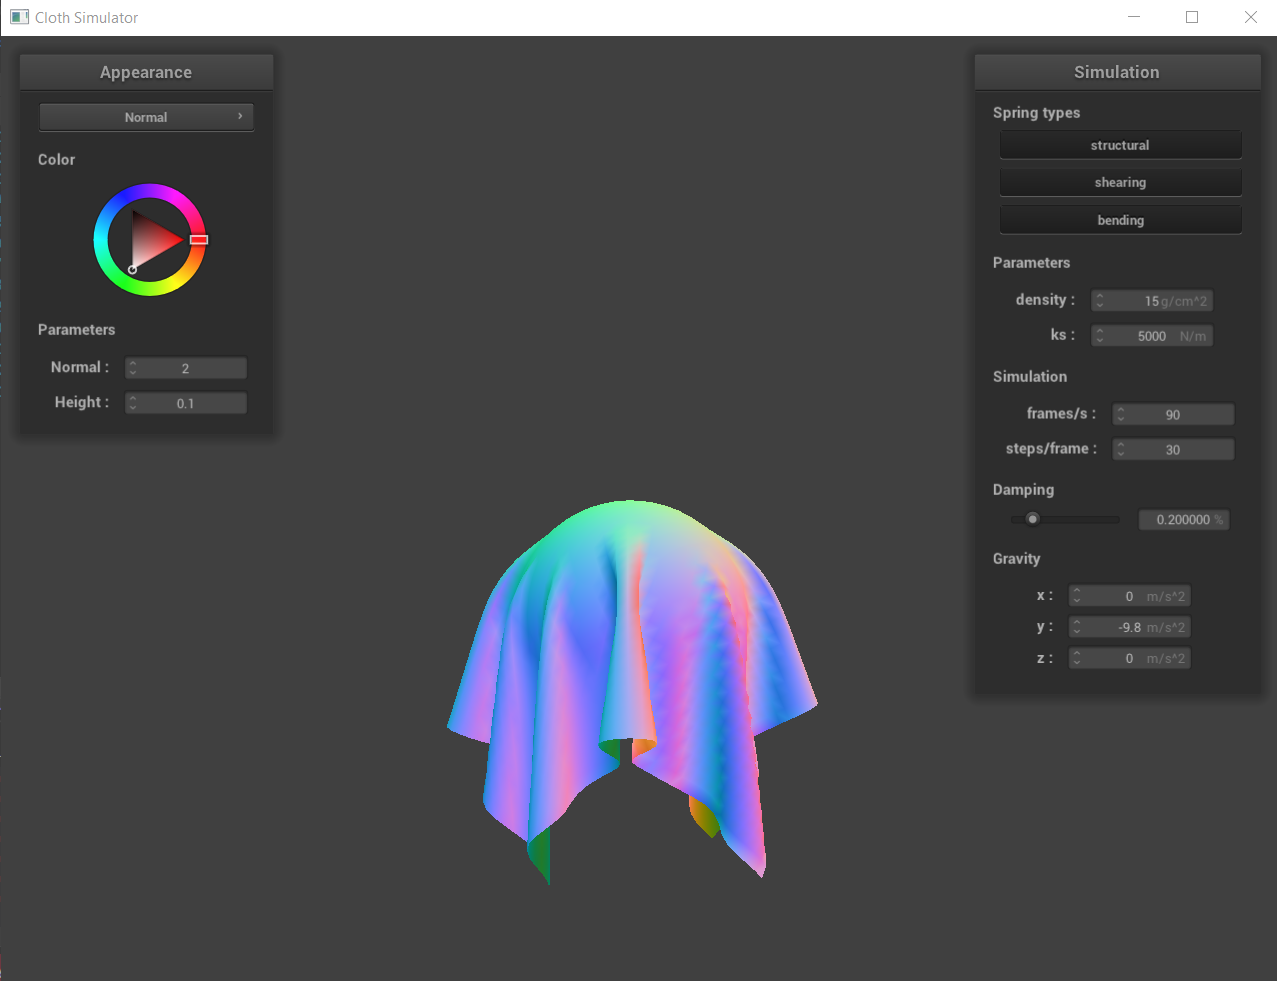 Cloth Simulator
Appearance
Normal
Color
Parameters
Normal : 2
Height : 0.1
Simulation
Spring types
structural
shearing
bending
Parameters
density : 15 g/cm^2
ks : 5000 N/m
Simulation
frames/s : 90
steps/frame : 30
Damping
0.200000 %
Gravity
x : 0 m/s^2
y : -9.8 m/s^2
z : 0 m/s^2